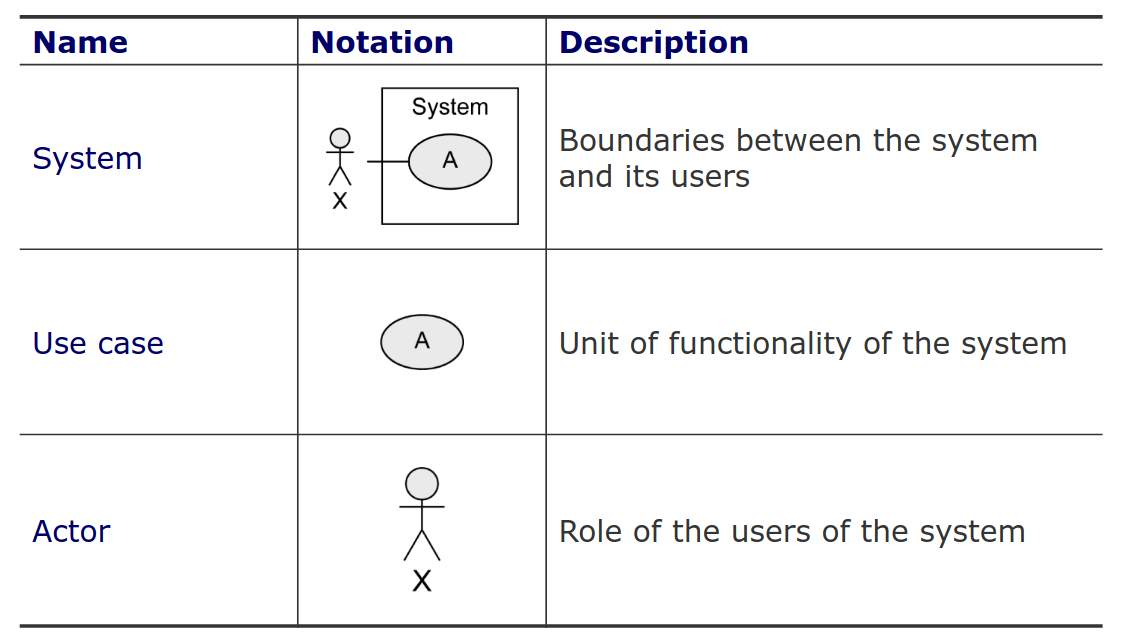 Name Notation Description
System
System
A
X
Boundaries between the system
and its users
Use case
A
Unit of functionality of the system
Actor
X
Role of the users of the system